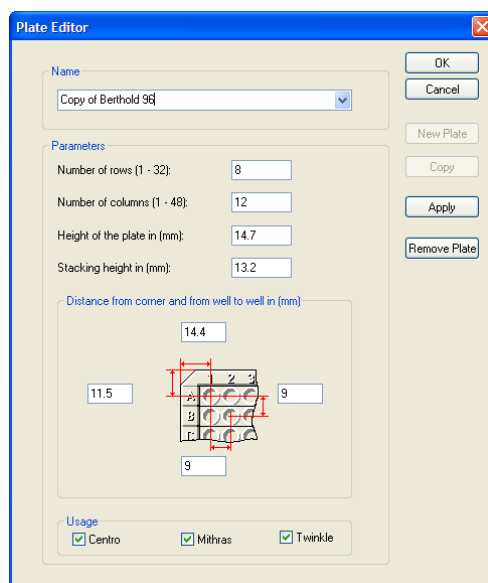 Plate Editor
Name
Copy of Berthold 96
OK
Cancel
New Plate
Copy
Apply
Remove Plate
Parameters
Number of rows (1 - 32): 8
Number of columns (1 - 48): 12
Height of the plate in (mm): 14.7
Stacking height in (mm): 13.2
Distance from corner and from well to well in (mm)
14.4
1 2 3
11.5 A 9
B
C
9
Usage
Centro Mithras Twinkle